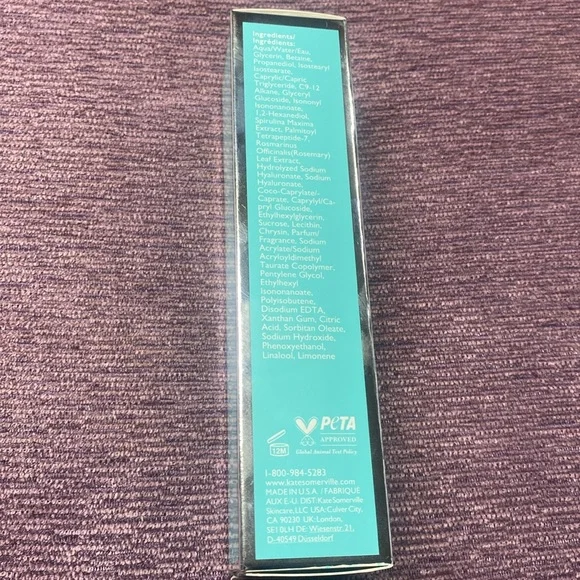 Ingredients/
Ingrédients:
Aqua/Water/Eau,
Glycerin, Betaine,
Propanediol, Isostearyl
Isostearate,
Caprylic/Capric
Triglyceride, C9-12
Alkane, Glyceryl
Glucoside, Isononyl
Isononanoate,
1,2-Hexanediol,
Spirulina Maxima
Extract, Palmitoyl
Tetrapeptide-7,
Rosmarinus
Officinalis(Rosemary)
Leaf Extract,
Hydrolyzed Sodium
Hyaluronate, Sodium
Hyaluronate,
Coco-Caprylate/-
Caprate, Caprylyl/Ca-
pryl Glucoside,
Ethylhexylglycerin,
Sucrose, Lecithin,
Chrysin, Parfum/
Fragrance, Sodium
Acrylate/Sodium
Acryloyldimethyl
Taurate Copolymer,
Pentylene Glycol,
Ethylhexyl
Isononanoate,
Polyisobutene,
Disodium EDTA,
Xanthan Gum, Citric
Acid, Sorbitan Oleate,
Sodium Hydroxide,
Phenoxyethanol,
Linalool, Limonene
PETA
APPROVED
12M
Global Animal Test Policy
1-800-984-5283
www.katesomerville.com
MADE IN U.S.A. / FABRIQUÉ
AUX É.-U. DIST. Kate Somerville
Skincare, LLC USA: Culver City,
CA 90230 UK: London,
SE1 0LH DE: Wiesenstr. 21,
D-40549 Düsseldorf